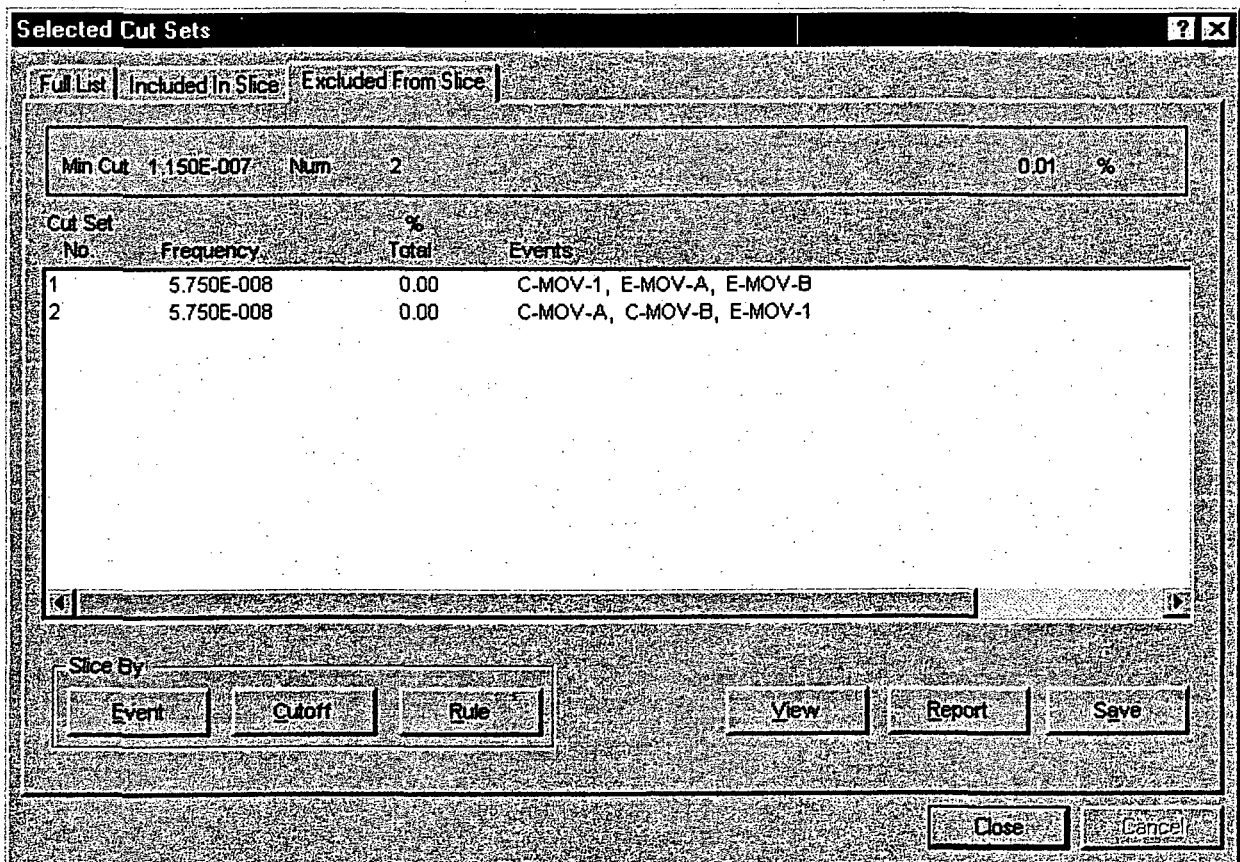 Selected Cut Sets ? X
Full List Included In Slice Excluded From Slice
Min Cut 1.150E-007 Num 2 0.01 %
Cut Set %
No. Frequency Total Events
1 5.750E-008 0.00 C-MOV-1, E-MOV-A, E-MOV-B
2 5.750E-008 0.00 C-MOV-A, C-MOV-B, E-MOV-1
Slice By
Event Cutoff Rule View Report Save
Close Cancel